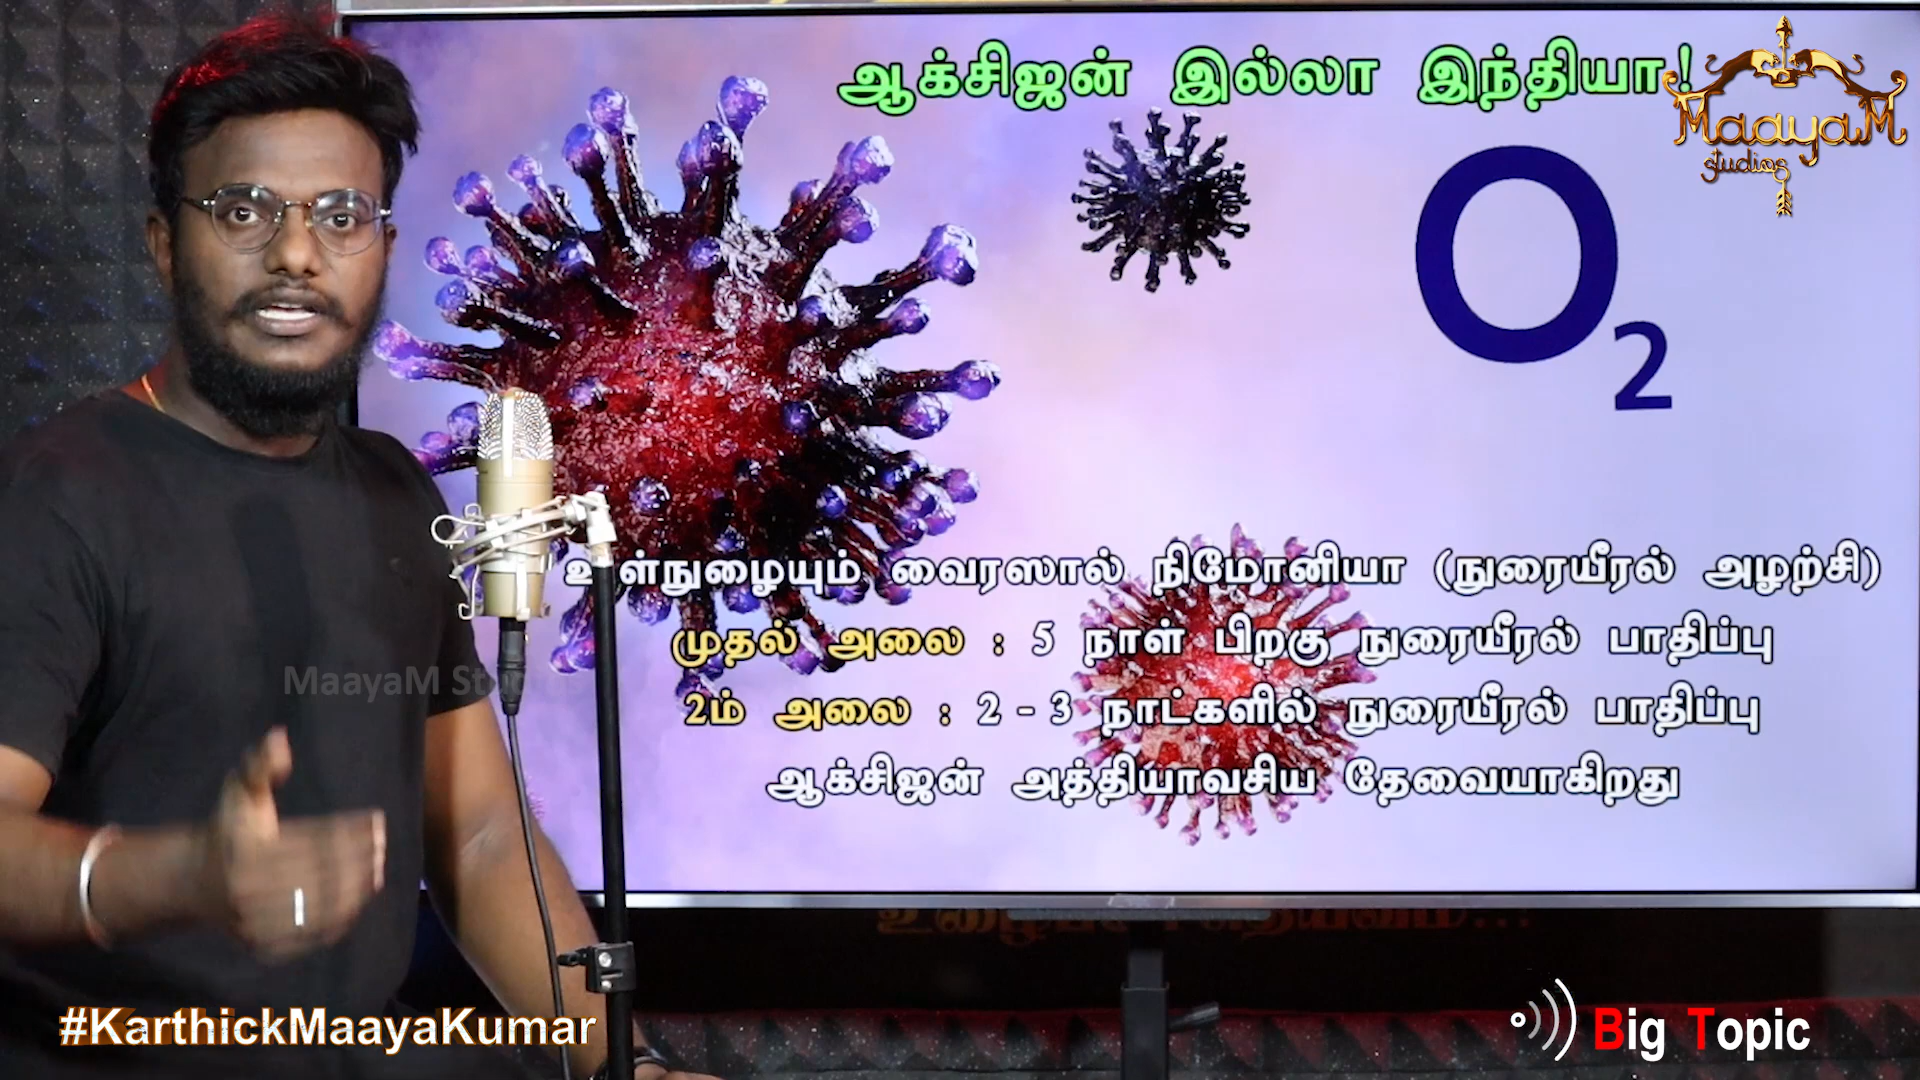 ஆக்சிஜன் இல்லா இந்தியா!
MaayaM
studios
O2
உள்நுழையும் வைரஸால் நிமோனியா (நுரையீரல் அழற்சி)
முதல் அலை : 5 நாள் பிறகு நுரையீரல் பாதிப்பு
2ம் அலை : 2 - 3 நாட்களில் நுரையீரல் பாதிப்பு
MaayaM Studios
ஆக்சிஜன் அத்தியாவசிய தேவையாகிறது
#KarthickMaayaKumar
Big Topic